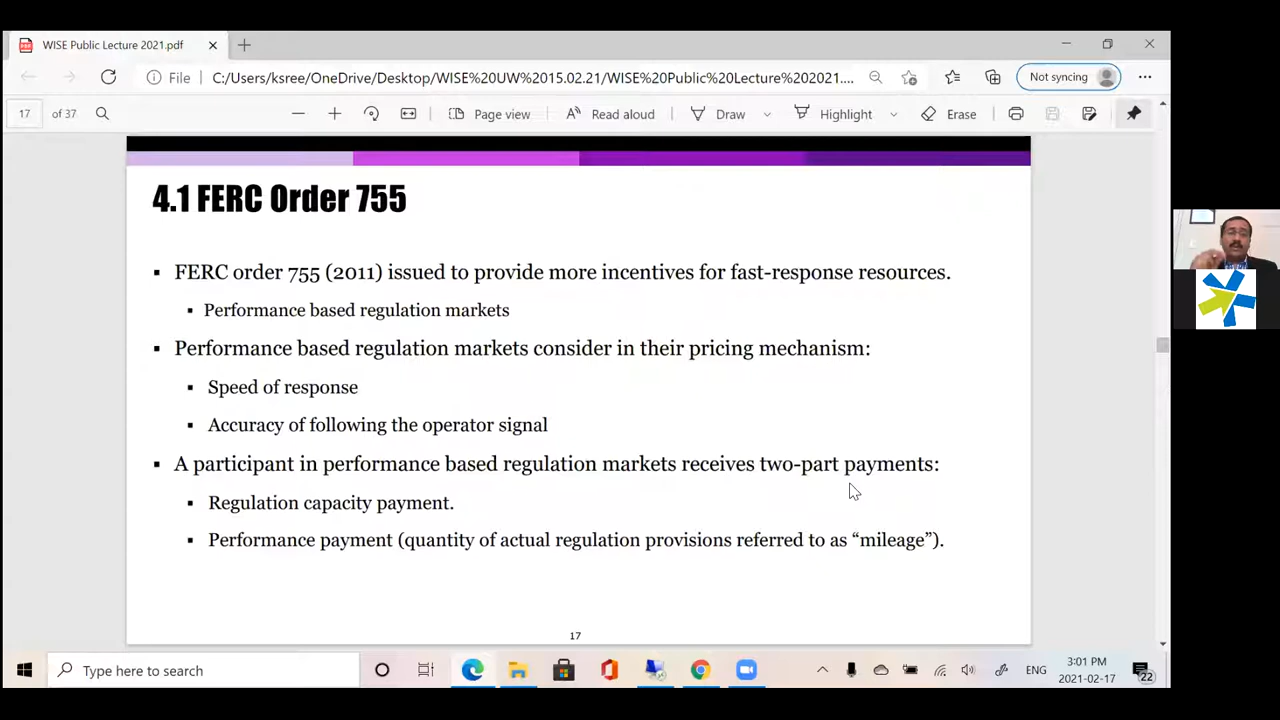 WISE Public Lecture 2021.pdf
File C:/Users/ksree/OneDrive/Desktop/WISE%20UW%2015.02.21/WISE%20Public%20Lecture%202021.... Not syncing
17 of 37 Page view Read aloud Draw Highlight Erase
4.1 FERC Order 755
▪ FERC order 755 (2011) issued to provide more incentives for fast-response resources.
▪ Performance based regulation markets
▪ Performance based regulation markets consider in their pricing mechanism:
▪ Speed of response
▪ Accuracy of following the operator signal
▪ A participant in performance based regulation markets receives two-part payments:
▪ Regulation capacity payment.
▪ Performance payment (quantity of actual regulation provisions referred to as “mileage”).
17
Type here to search ENG 3:01 PM
2021-02-17 22